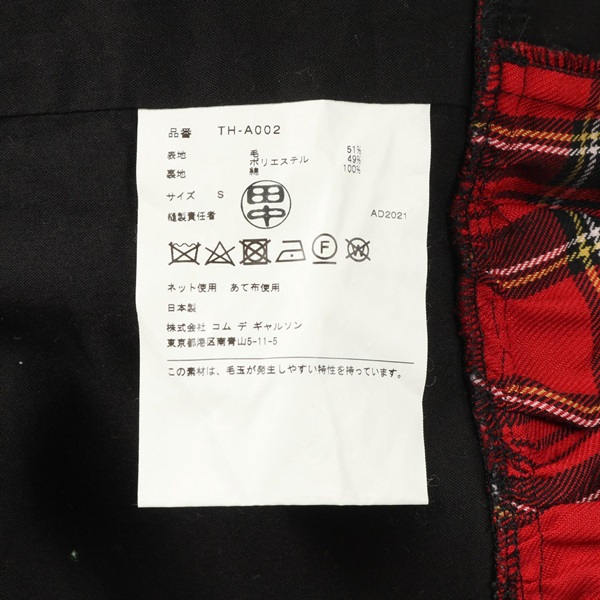 品番 TH-A002
表地 毛 51%
ポリエステル 49%
裏地 綿 100%
サイズ S
田中
縫製責任者 AD2021
F W
ネット使用 あて布使用
日本製
株式会社 コム デ ギャルソン
東京都港区南青山5-11-5
この素材は、毛玉が発生しやすい特性を持っています。